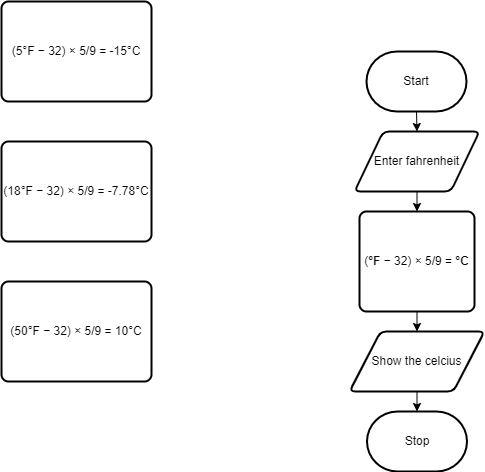 (5°F − 32) × 5/9 = -15°C
(18°F − 32) × 5/9 = -7.78°C
(50°F − 32) × 5/9 = 10°C
Start
Enter fahrenheit
(°F − 32) × 5/9 = °C
Show the celcius
Stop